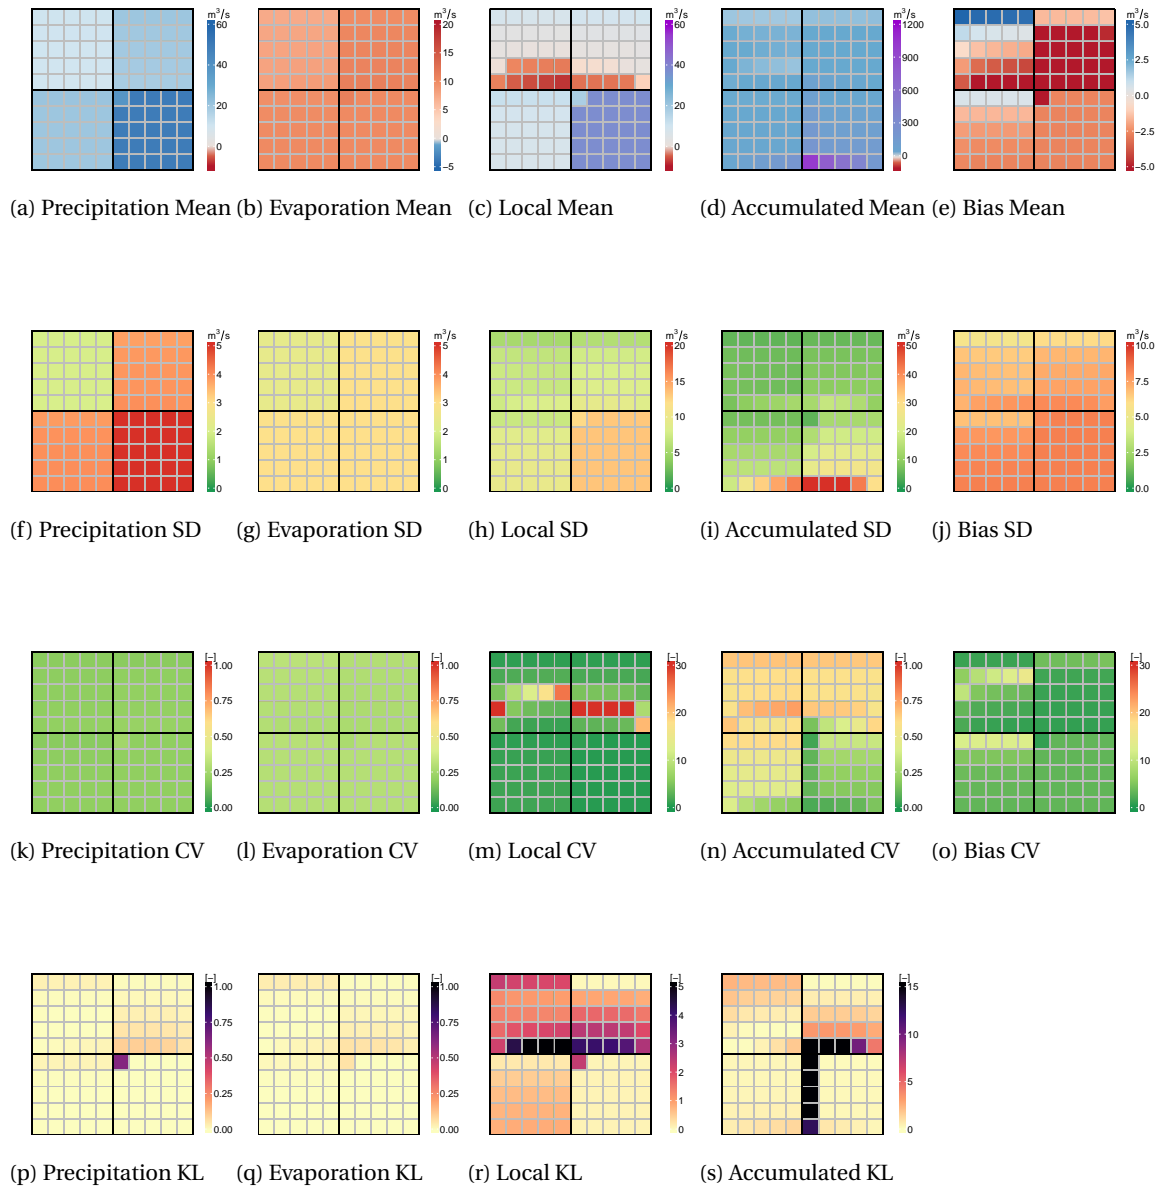 m³/s m³/s m³/s m³/s m³/s
60 40 20 0
20 15 10 5 0 −5
60 40 20 0
1200 900 600 300 0
5.0 2.5 0.0 −2.5 −5.0
(a) Precipitation Mean (b) Evaporation Mean (c) Local Mean (d) Accumulated Mean (e) Bias Mean
m³/s m³/s m³/s m³/s m³/s
5 4 3 2 1 0
5 4 3 2 1 0
20 15 10 5 0
50 40 30 20 10 0
10.0 7.5 5.0 2.5 0.0
(f) Precipitation SD (g) Evaporation SD (h) Local SD (i) Accumulated SD (j) Bias SD
[−] [−] [−] [−] [−]
1.00 0.75 0.50 0.25 0.00
1.00 0.75 0.50 0.25 0.00
30 20 10 0
1.00 0.75 0.50 0.25 0.00
30 20 10 0
(k) Precipitation CV (l) Evaporation CV (m) Local CV (n) Accumulated CV (o) Bias CV
[−] [−] [−] [−]
1.00 0.75 0.50 0.25 0.00
1.00 0.75 0.50 0.25 0.00
5 4 3 2 1 0
15 10 5 0
(p) Precipitation KL (q) Evaporation KL (r) Local KL (s) Accumulated KL